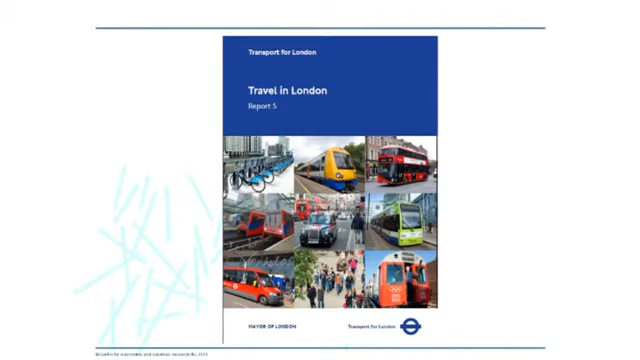 Transport for London
Travel in London
Report 5
MAYOR OF LONDON
Transport for London